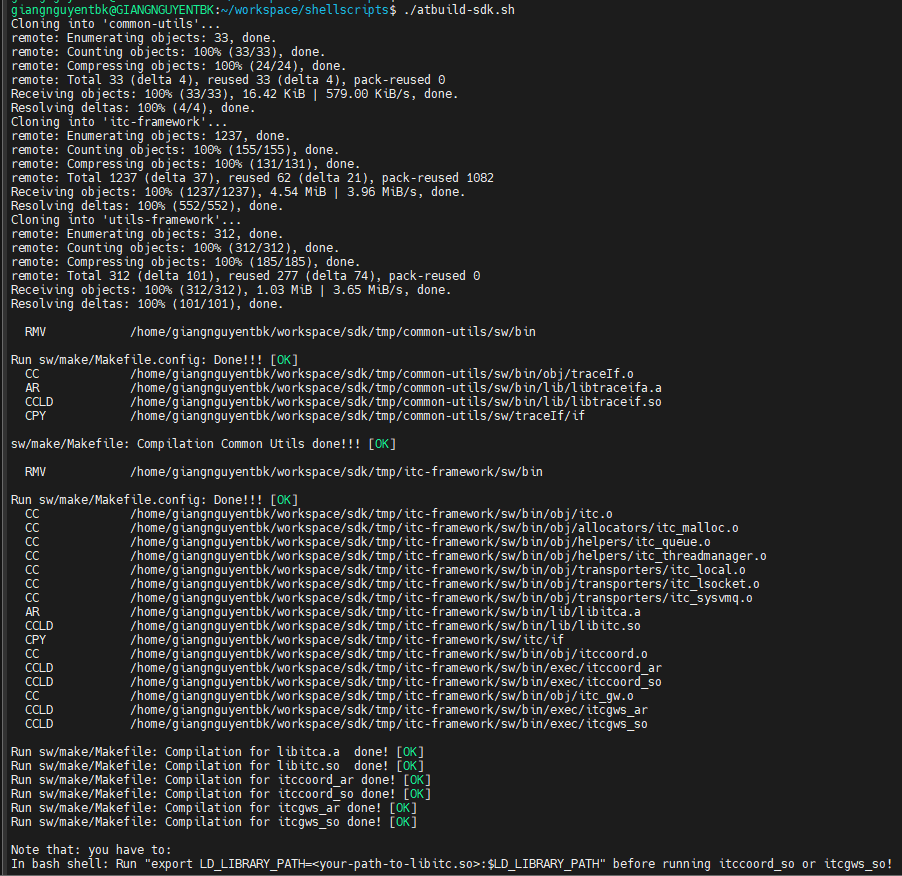 giangnguyentbk@GIANGNGUYENTBK:~/workspace/shellscripts$ ./atbuild-sdk.sh
Cloning into 'common-utils'...
remote: Enumerating objects: 33, done.
remote: Counting objects: 100% (33/33), done.
remote: Compressing objects: 100% (24/24), done.
remote: Total 33 (delta 4), reused 33 (delta 4), pack-reused 0
Receiving objects: 100% (33/33), 16.42 KiB | 579.00 KiB/s, done.
Resolving deltas: 100% (4/4), done.
Cloning into 'itc-framework'...
remote: Enumerating objects: 1237, done.
remote: Counting objects: 100% (155/155), done.
remote: Compressing objects: 100% (131/131), done.
remote: Total 1237 (delta 37), reused 62 (delta 21), pack-reused 1082
Receiving objects: 100% (1237/1237), 4.54 MiB | 3.96 MiB/s, done.
Resolving deltas: 100% (552/552), done.
Cloning into 'utils-framework'...
remote: Enumerating objects: 312, done.
remote: Counting objects: 100% (312/312), done.
remote: Compressing objects: 100% (185/185), done.
remote: Total 312 (delta 101), reused 277 (delta 74), pack-reused 0
Receiving objects: 100% (312/312), 1.03 MiB | 3.65 MiB/s, done.
Resolving deltas: 100% (101/101), done.
RMV /home/giangnguyentbk/workspace/sdk/tmp/common-utils/sw/bin
Run sw/make/Makefile.config: Done!!! [OK]
CC /home/giangnguyentbk/workspace/sdk/tmp/common-utils/sw/bin/obj/traceIf.o
AR /home/giangnguyentbk/workspace/sdk/tmp/common-utils/sw/bin/lib/libtraceifa.a
CCLD /home/giangnguyentbk/workspace/sdk/tmp/common-utils/sw/bin/lib/libtraceif.so
CPY /home/giangnguyentbk/workspace/sdk/tmp/common-utils/sw/traceIf/if
sw/make/Makefile: Compilation Common Utils done!!! [OK]
RMV /home/giangnguyentbk/workspace/sdk/tmp/itc-framework/sw/bin
Run sw/make/Makefile.config: Done!!! [OK]
CC /home/giangnguyentbk/workspace/sdk/tmp/itc-framework/sw/bin/obj/itc.o
CC /home/giangnguyentbk/workspace/sdk/tmp/itc-framework/sw/bin/obj/allocators/itc_malloc.o
CC /home/giangnguyentbk/workspace/sdk/tmp/itc-framework/sw/bin/obj/helpers/itc_queue.o
CC /home/giangnguyentbk/workspace/sdk/tmp/itc-framework/sw/bin/obj/helpers/itc_threadmanager.o
CC /home/giangnguyentbk/workspace/sdk/tmp/itc-framework/sw/bin/obj/transporters/itc_local.o
CC /home/giangnguyentbk/workspace/sdk/tmp/itc-framework/sw/bin/obj/transporters/itc_lsocket.o
CC /home/giangnguyentbk/workspace/sdk/tmp/itc-framework/sw/bin/obj/transporters/itc_sysvmq.o
AR /home/giangnguyentbk/workspace/sdk/tmp/itc-framework/sw/bin/lib/libitca.a
CCLD /home/giangnguyentbk/workspace/sdk/tmp/itc-framework/sw/bin/lib/libitc.so
CPY /home/giangnguyentbk/workspace/sdk/tmp/itc-framework/sw/itc/if
CC /home/giangnguyentbk/workspace/sdk/tmp/itc-framework/sw/bin/obj/itccoord.o
CCLD /home/giangnguyentbk/workspace/sdk/tmp/itc-framework/sw/bin/exec/itccoord_ar
CCLD /home/giangnguyentbk/workspace/sdk/tmp/itc-framework/sw/bin/exec/itccoord_so
CC /home/giangnguyentbk/workspace/sdk/tmp/itc-framework/sw/bin/obj/itc_gw.o
CCLD /home/giangnguyentbk/workspace/sdk/tmp/itc-framework/sw/bin/exec/itcgws_ar
CCLD /home/giangnguyentbk/workspace/sdk/tmp/itc-framework/sw/bin/exec/itcgws_so
Run sw/make/Makefile: Compilation for libitca.a  done! [OK]
Run sw/make/Makefile: Compilation for libitc.so  done! [OK]
Run sw/make/Makefile: Compilation for itccoord_ar done! [OK]
Run sw/make/Makefile: Compilation for itccoord_so done! [OK]
Run sw/make/Makefile: Compilation for itcgws_ar done! [OK]
Run sw/make/Makefile: Compilation for itcgws_so done! [OK]
Note that: you have to:
In bash shell: Run "export LD_LIBRARY_PATH=<your-path-to-libitc.so>:$LD_LIBRARY_PATH" before running itccoord_so or itcgws_so!